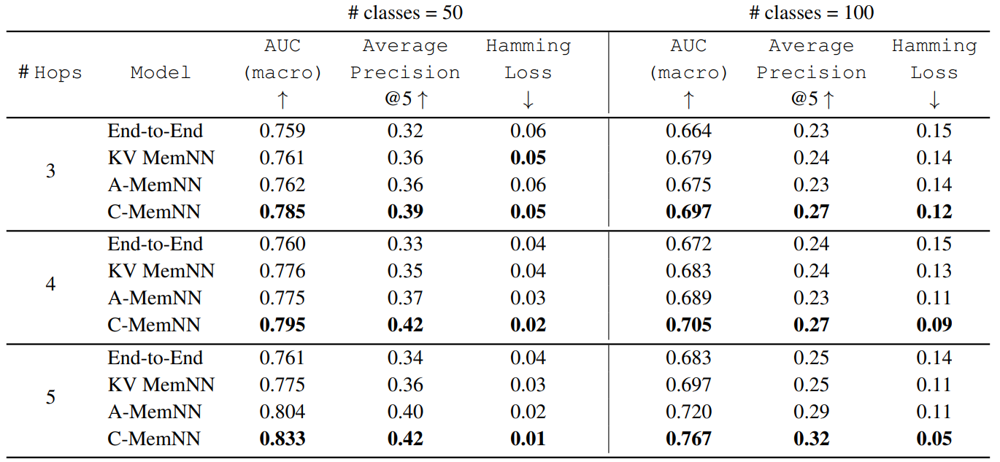 # classes = 50 # classes = 100
AUC Average Hamming AUC Average Hamming
# Hops Model (macro) Precision Loss (macro) Precision Loss
↑ @5 ↑ ↓ ↑ @5 ↑ ↓
End-to-End 0.759 0.32 0.06 0.664 0.23 0.15
KV MemNN 0.761 0.36 0.05 0.679 0.24 0.14
3
A-MemNN 0.762 0.36 0.06 0.675 0.23 0.14
C-MemNN 0.785 0.39 0.05 0.697 0.27 0.12
End-to-End 0.760 0.33 0.04 0.672 0.24 0.15
KV MemNN 0.776 0.35 0.04 0.683 0.24 0.13
4
A-MemNN 0.775 0.37 0.03 0.689 0.23 0.11
C-MemNN 0.795 0.42 0.02 0.705 0.27 0.09
End-to-End 0.761 0.34 0.04 0.683 0.25 0.14
KV MemNN 0.775 0.36 0.03 0.697 0.25 0.11
5
A-MemNN 0.804 0.40 0.02 0.720 0.29 0.11
C-MemNN 0.833 0.42 0.01 0.767 0.32 0.05